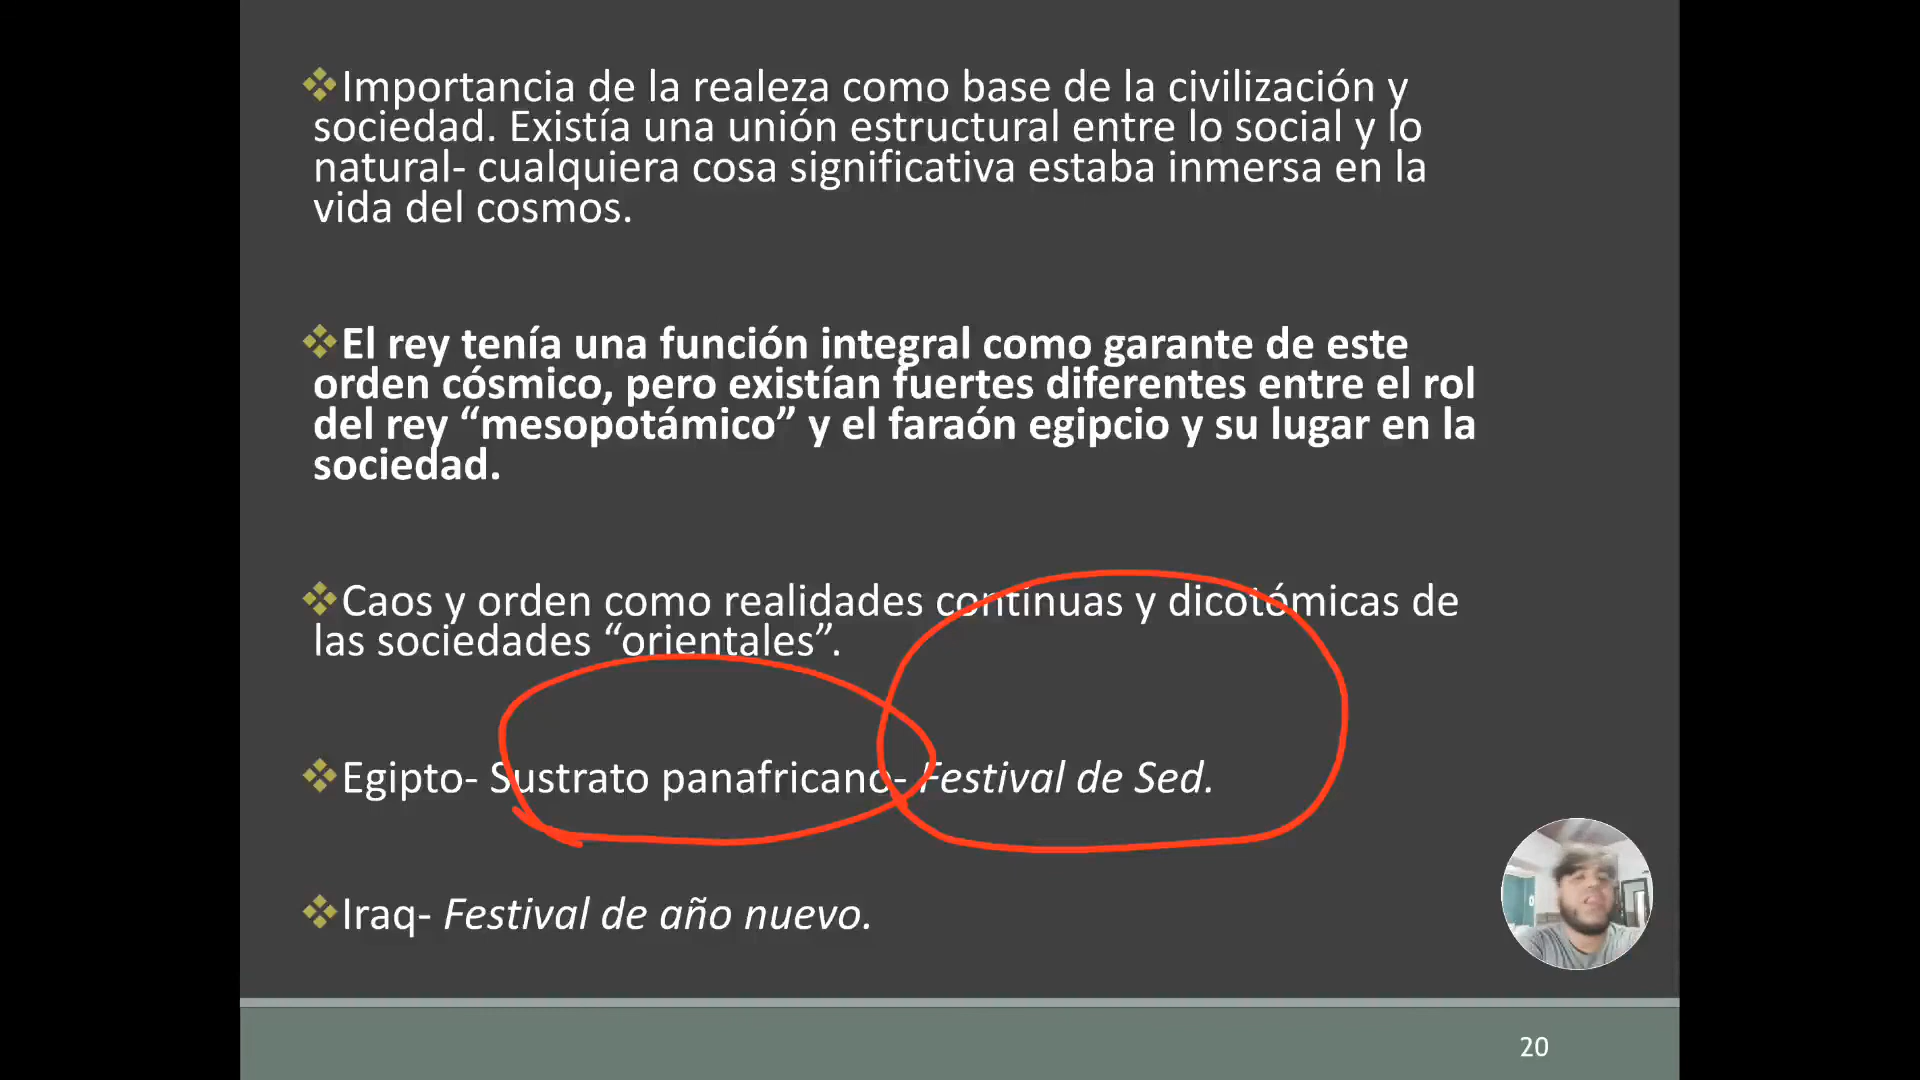 Importancia de la realeza como base de la civilización y
sociedad. Existía una unión estructural entre lo social y lo
natural- cualquiera cosa significativa estaba inmersa en la
vida del cosmos.
El rey tenía una función integral como garante de este
orden cósmico, pero existían fuertes diferentes entre el rol
del rey “mesopotámico” y el faraón egipcio y su lugar en la
sociedad.
Caos y orden como realidades continuas y dicotómicas de
las sociedades “orientales”.
Egipto- Sustrato panafricano- Festival de Sed.
Iraq- Festival de año nuevo.
20